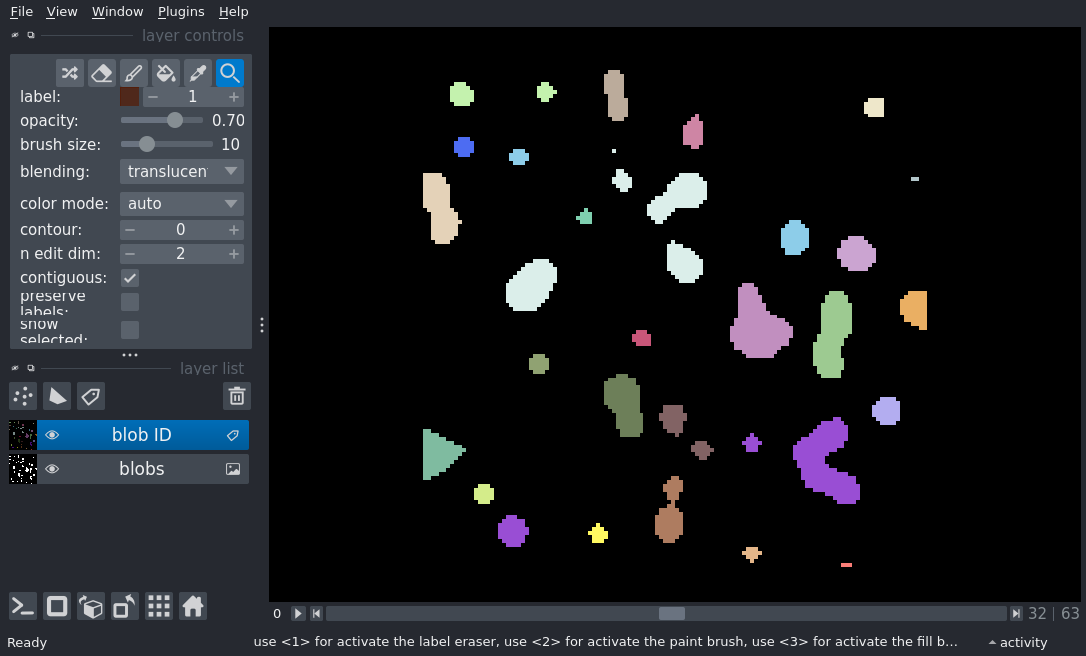 File View Window Plugins Help
layer controls
label: 1
opacity: 0.70
brush size: 10
blending: translucen
color mode: auto
contour: 0
n edit dim: 2
contiguous:
preserve
labels:
show
selected:
layer list
blob ID
blobs
0 32 | 63
Ready use <1> for activate the label eraser, use <2> for activate the paint brush, use <3> for activate the fill b... activity